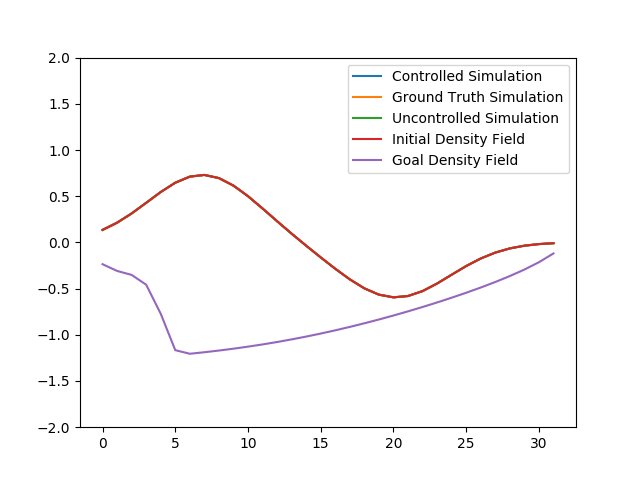 2.0
1.5
1.0
0.5
0.0
−0.5
−1.0
−1.5
−2.0
0 5 10 15 20 25 30
Controlled Simulation
Ground Truth Simulation
Uncontrolled Simulation
Initial Density Field
Goal Density Field